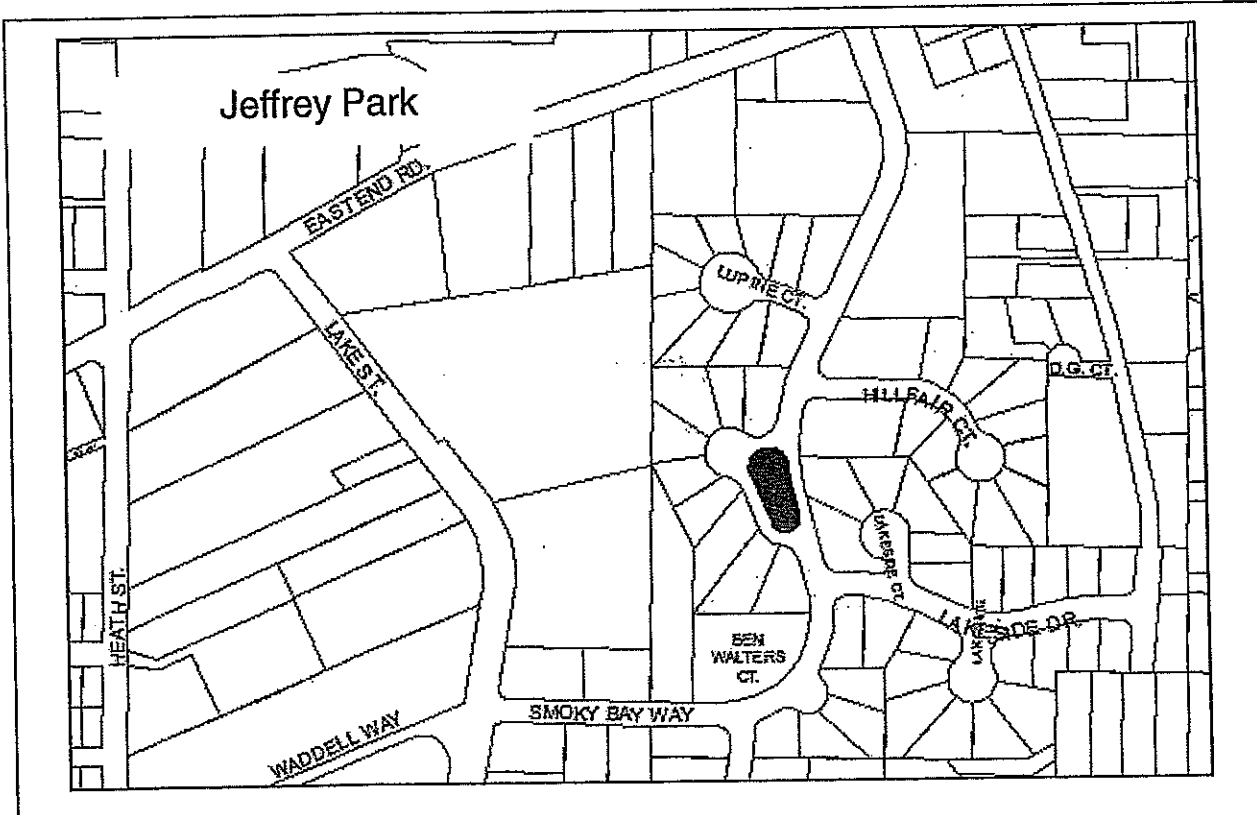 Jeffrey Park
EASTEND RD.
LUPINE CT.
LAKE ST.
D.G. CT.
HILLFAIR CT.
LAKESIDE CT.
HEATH ST.
LAKESIDE DR.
BEN
WALTERS
CT.
SMOKY BAY WAY
WADDELL WAY